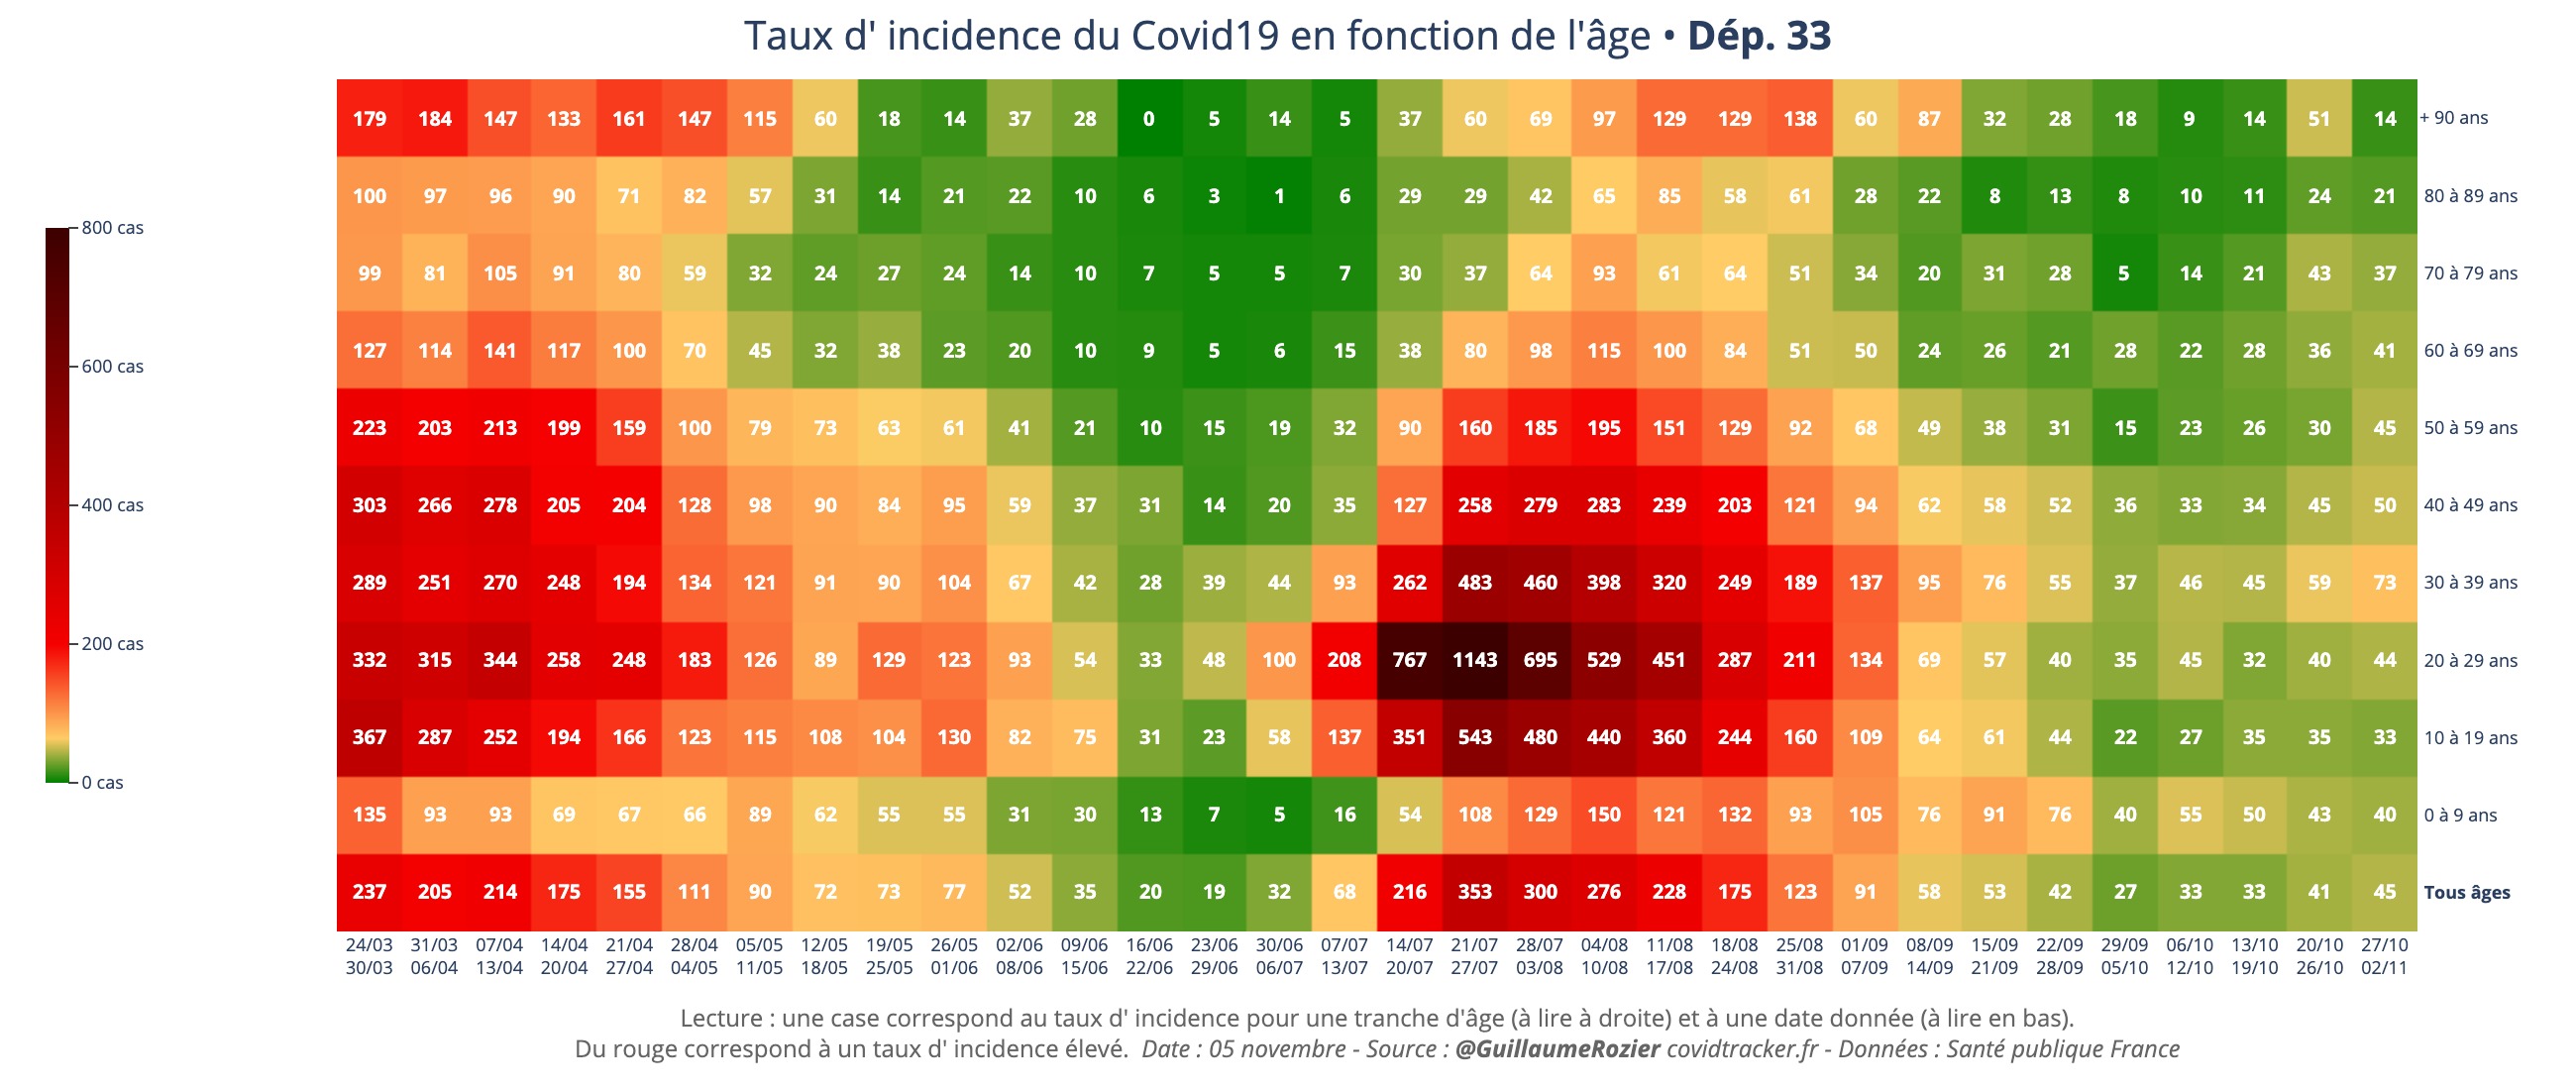 Taux d' incidence du Covid19 en fonction de l'âge • Dép. 33
800 cas
600 cas
400 cas
200 cas
0 cas
179 184 147 133 161 147 115 60 18 14 37 28 0 5 14 5 37 60 69 97 129 129 138 60 87 32 28 18 9 14 51 14 + 90 ans
100 97 96 90 71 82 57 31 14 21 22 10 6 3 1 6 29 29 42 65 85 58 61 28 22 8 13 8 10 11 24 21 80 à 89 ans
99 81 105 91 80 59 32 24 27 24 14 10 7 5 5 7 30 37 64 93 61 64 51 34 20 31 28 5 14 21 43 37 70 à 79 ans
127 114 141 117 100 70 45 32 38 23 20 10 9 5 6 15 38 80 98 115 100 84 51 50 24 26 21 28 22 28 36 41 60 à 69 ans
223 203 213 199 159 100 79 73 63 61 41 21 10 15 19 32 90 160 185 195 151 129 92 68 49 38 31 15 23 26 30 45 50 à 59 ans
303 266 278 205 204 128 98 90 84 95 59 37 31 14 20 35 127 258 279 283 239 203 121 94 62 58 52 36 33 34 45 50 40 à 49 ans
289 251 270 248 194 134 121 91 90 104 67 42 28 39 44 93 262 483 460 398 320 249 189 137 95 76 55 37 46 45 59 73 30 à 39 ans
332 315 344 258 248 183 126 89 129 123 93 54 33 48 100 208 767 1143 695 529 451 287 211 134 69 57 40 35 45 32 40 44 20 à 29 ans
367 287 252 194 166 123 115 108 104 130 82 75 31 23 58 137 351 543 480 440 360 244 160 109 64 61 44 22 27 35 35 33 10 à 19 ans
135 93 93 69 67 66 89 62 55 55 31 30 13 7 5 16 54 108 129 150 121 132 93 105 76 91 76 40 55 50 43 40 0 à 9 ans
237 205 214 175 155 111 90 72 73 77 52 35 20 19 32 68 216 353 300 276 228 175 123 91 58 53 42 27 33 33 41 45 Tous âges
24/03 31/03 07/04 14/04 21/04 28/04 05/05 12/05 19/05 26/05 02/06 09/06 16/06 23/06 30/06 07/07 14/07 21/07 28/07 04/08 11/08 18/08 25/08 01/09 08/09 15/09 22/09 29/09 06/10 13/10 20/10 27/10
30/03 06/04 13/04 20/04 27/04 04/05 11/05 18/05 25/05 01/06 08/06 15/06 22/06 29/06 06/07 13/07 20/07 27/07 03/08 10/08 17/08 24/08 31/08 07/09 14/09 21/09 28/09 05/10 12/10 19/10 26/10 02/11
Lecture : une case correspond au taux d' incidence pour une tranche d'âge (à lire à droite) et à une date donnée (à lire en bas).
Du rouge correspond à un taux d' incidence élevé. Date : 05 novembre - Source : @GuillaumeRozier covidtracker.fr - Données : Santé publique France